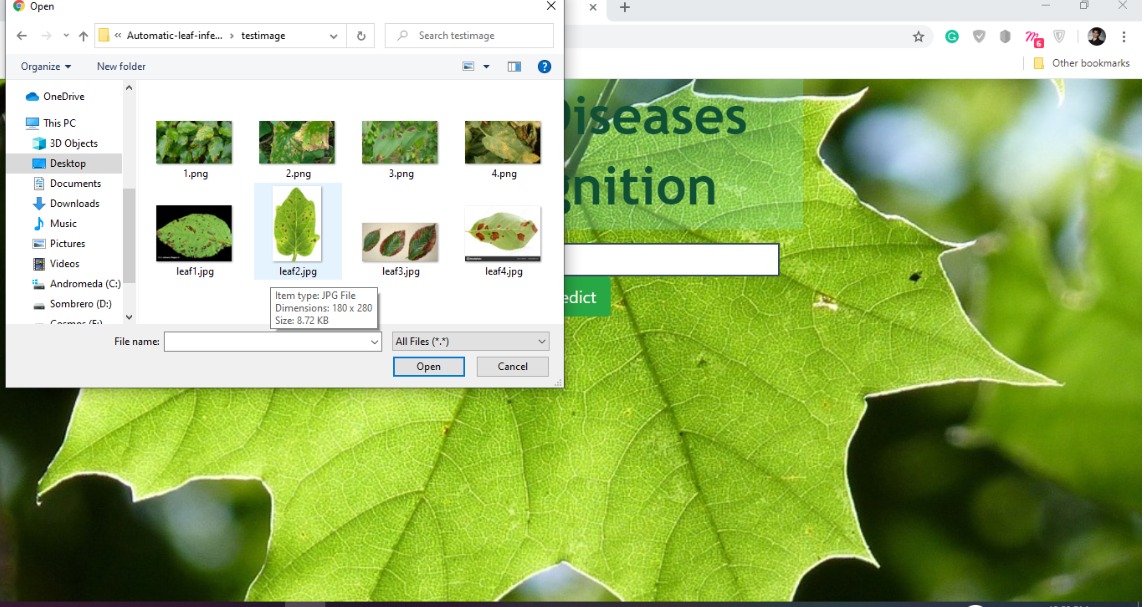 Open
Automatic-leaf-infe...
testimage
Search testimage
Organize
New folder
Other bookmarks
OneDrive
This PC
3D Objects
Desktop
Documents
Downloads
Music
Pictures
Videos
Andromeda (C:)
Sombrero (D:)
1.png
2.png
3.png
4.png
leaf1.jpg
leaf2.jpg
leaf3.jpg
leaf4.jpg
Item type: JPG File
Dimensions: 180 x 280
Size: 8.72 KB
File name:
All Files (*.*)
Open
Cancel
iseases
gnition
edict
6